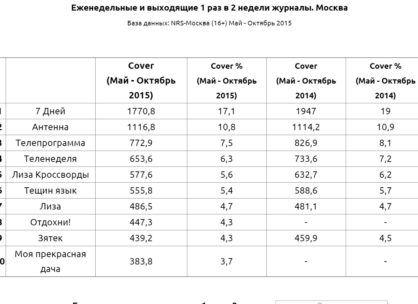 Еженедельные и выходящие 1 раз в 2 недели журналы. Москва
База данных: NRS-Москва (16+) Май - Октябрь 2015
Cover (Май - Октябрь 2015) Cover % (Май - Октябрь 2015) Cover (Май - Октябрь 2014) Cover % (Май - Октябрь 2014)
1 7 Дней 1770,8 17,1 1947 19
2 Антенна 1116,8 10,8 1114,2 10,9
3 Телепрограмма 772,9 7,5 826,9 8,1
4 Теленеделя 653,6 6,3 733,6 7,2
5 Лиза Кроссворды 577,6 5,6 632,7 6,2
6 Тещин язык 555,8 5,4 588,6 5,7
7 Лиза 486,5 4,7 481,1 4,7
8 Отдохни! 447,3 4,3 - -
9 Зятек 439,2 4,3 459,9 4,5
0 Моя прекрасная дача 383,8 3,7 - -